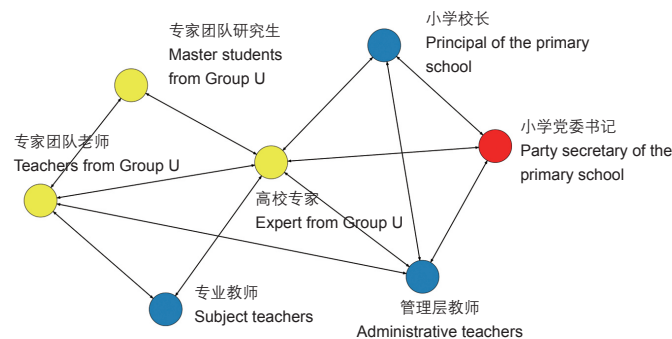 专家团队研究生
Master students
from Group U
小学校长
Principal of the primary
school
专家团队老师
Teachers from Group U
小学党委书记
Party secretary of the
primary school
高校专家
Expert from Group U
专业教师
Subject teachers
管理层教师
Administrative teachers